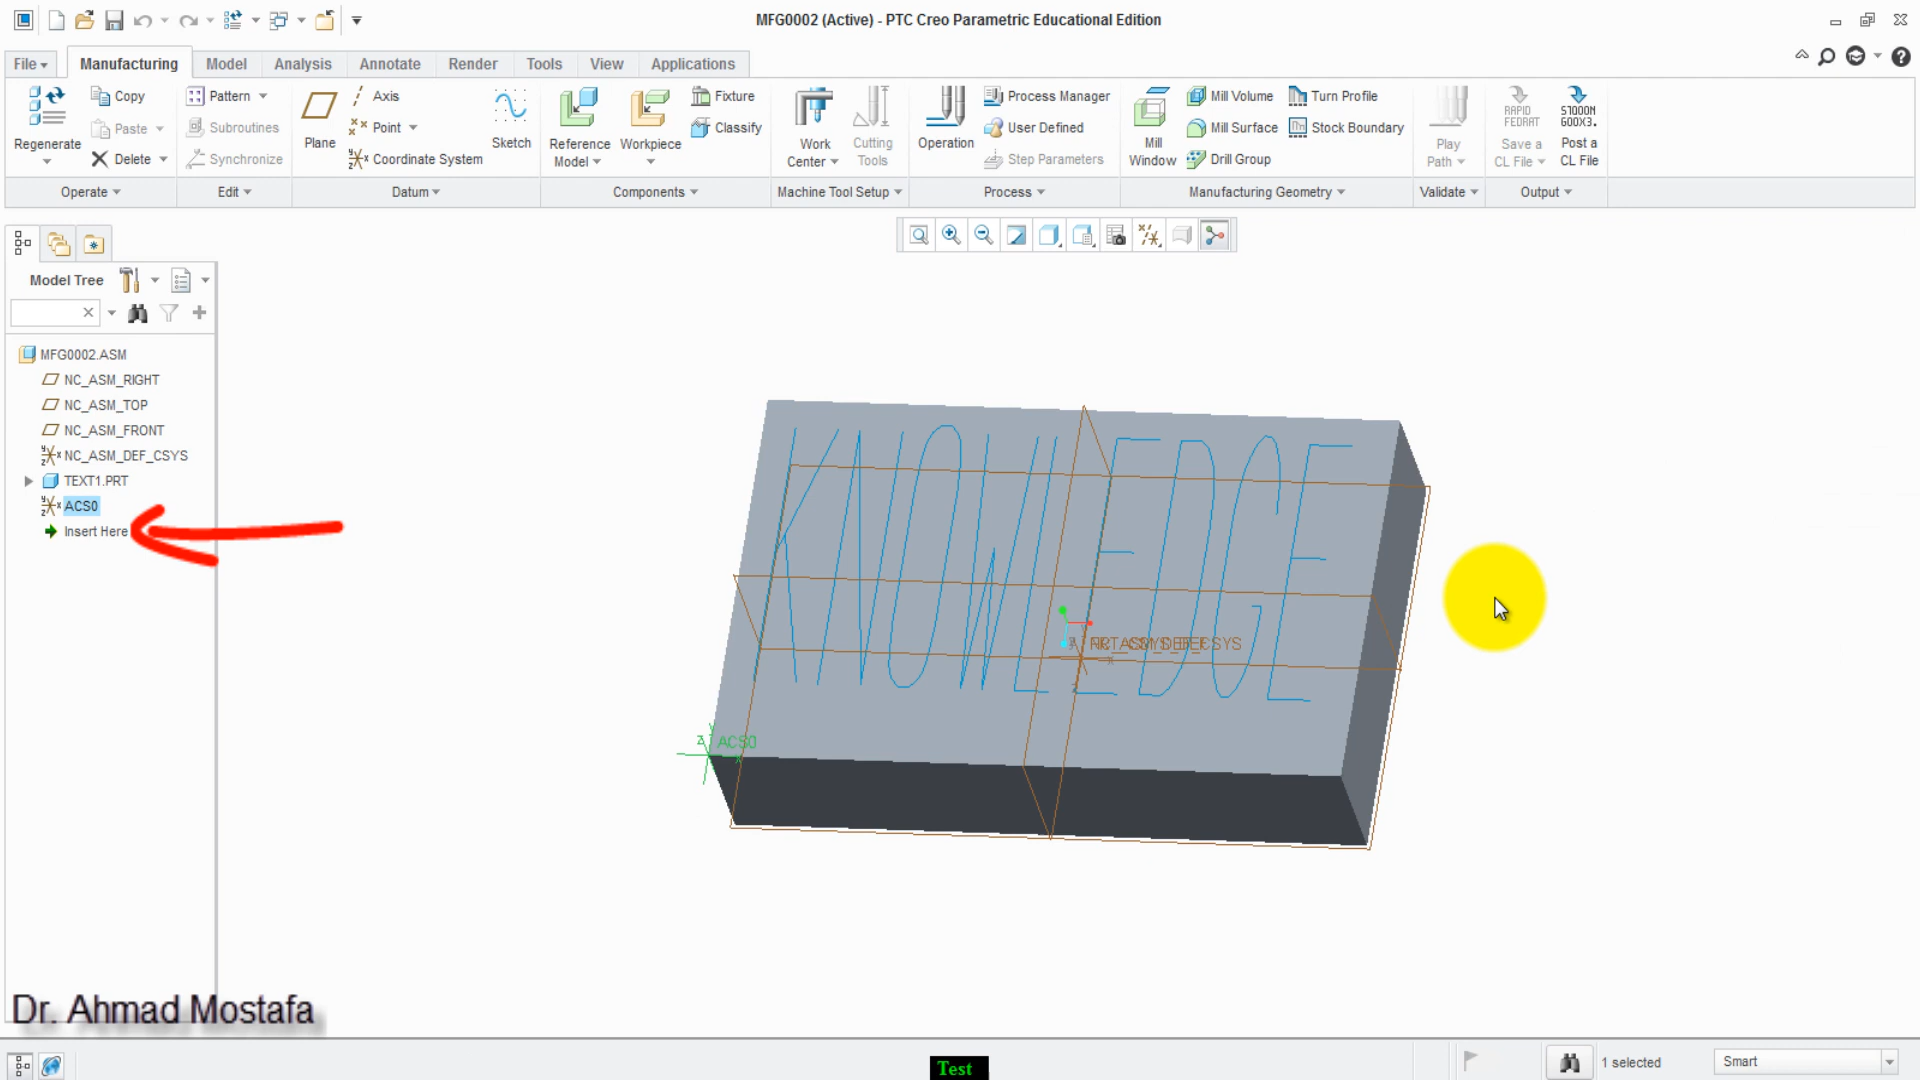 MFG0002 (Active) - PTC Creo Parametric Educational Edition
File Manufacturing Model Analysis Annotate Render Tools View Applications
Regenerate
Copy
Paste
Delete
Operate
Pattern
Subroutines
Synchronize
Edit
Plane
Axis
Point
Coordinate System
Sketch
Datum
Reference Model
Workpiece
Fixture
Classify
Components
Work Center
Cutting Tools
Machine Tool Setup
Operation
Process Manager
User Defined
Step Parameters
Process
Mill Window
Mill Volume
Mill Surface
Drill Group
Turn Profile
Stock Boundary
Manufacturing Geometry
Play Path
Validate
RAPID
FEDRAT
Save a CL File
S1000M
G00X3.
Post a CL File
Output
Model Tree
MFG0002.ASM
NC_ASM_RIGHT
NC_ASM_TOP
NC_ASM_FRONT
NC_ASM_DEF_CSYS
TEXT1.PRT
ACS0
Insert Here
KNOWLEDGE
ACS0
Dr. Ahmad Mostafa
Test
1 selected
Smart